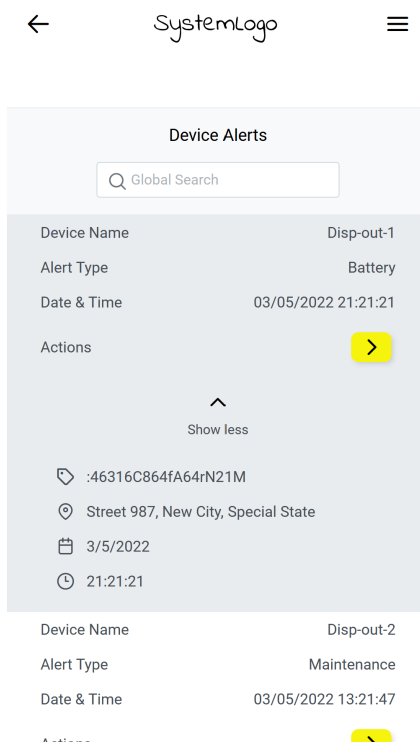 SystemLogo
Device Alerts
Global Search
Device Name Disp-out-1
Alert Type Battery
Date & Time 03/05/2022 21:21:21
Actions
Show less
:46316C864fA64rN21M
Street 987, New City, Special State
3/5/2022
21:21:21
Device Name Disp-out-2
Alert Type Maintenance
Date & Time 03/05/2022 13:21:47
Actions